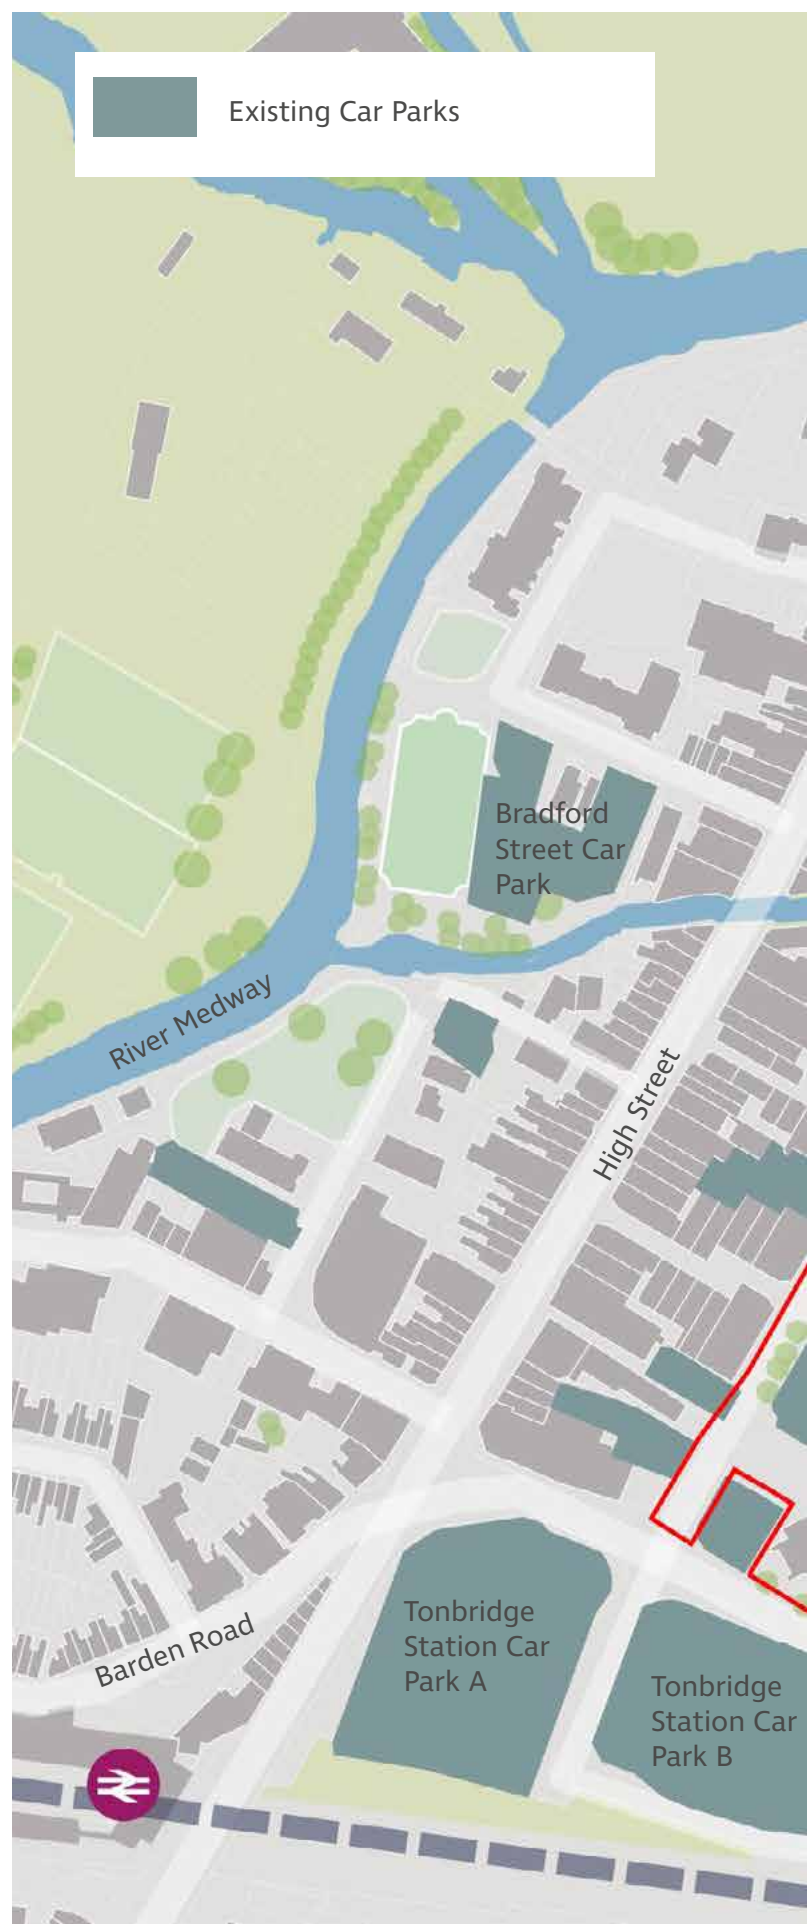 Existing Car Parks
Bradford
Street Car
Park
River Medway
High Street
Tonbridge
Station Car
Park A
Barden Road
Tonbridge
Station Car
Park B